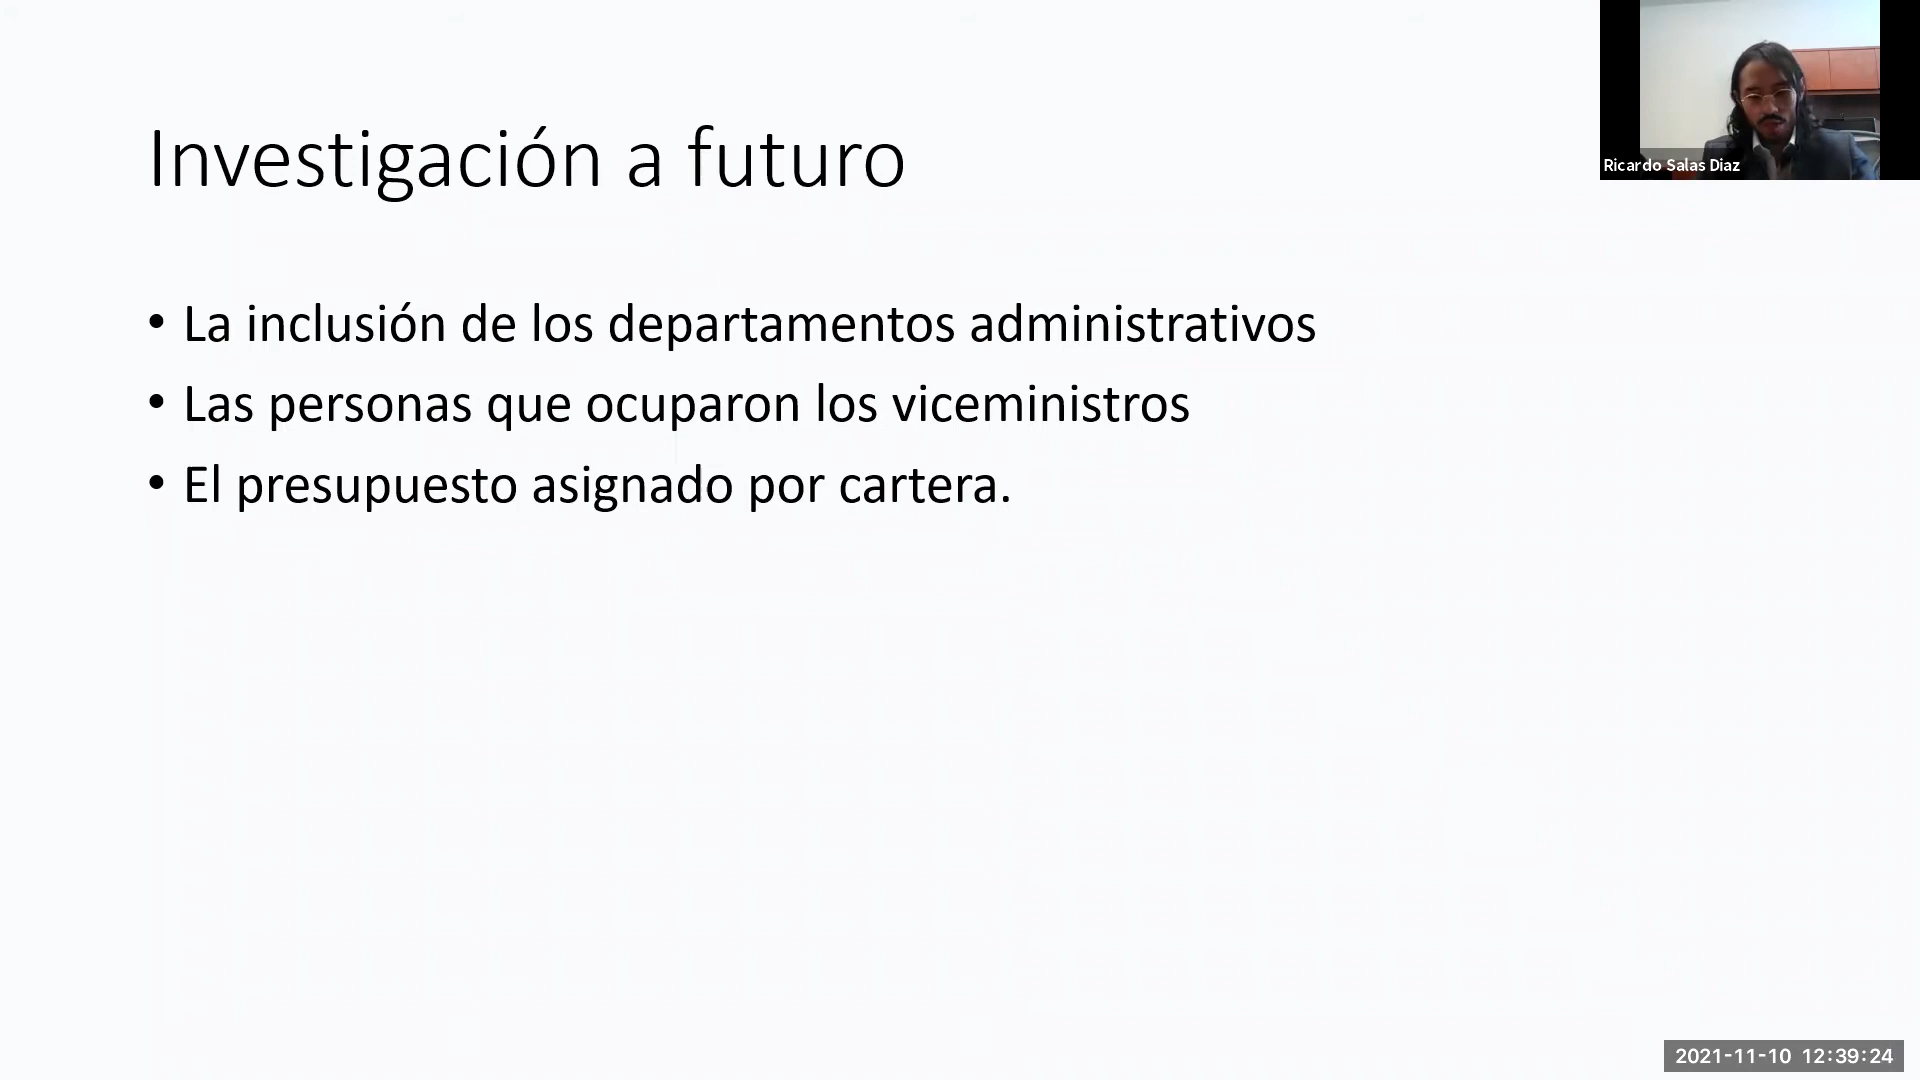 Investigación a futuro
Ricardo Salas Diaz
• La inclusión de los departamentos administrativos
• Las personas que ocuparon los viceministros
• El presupuesto asignado por cartera.
2021-11-10 12:39:24